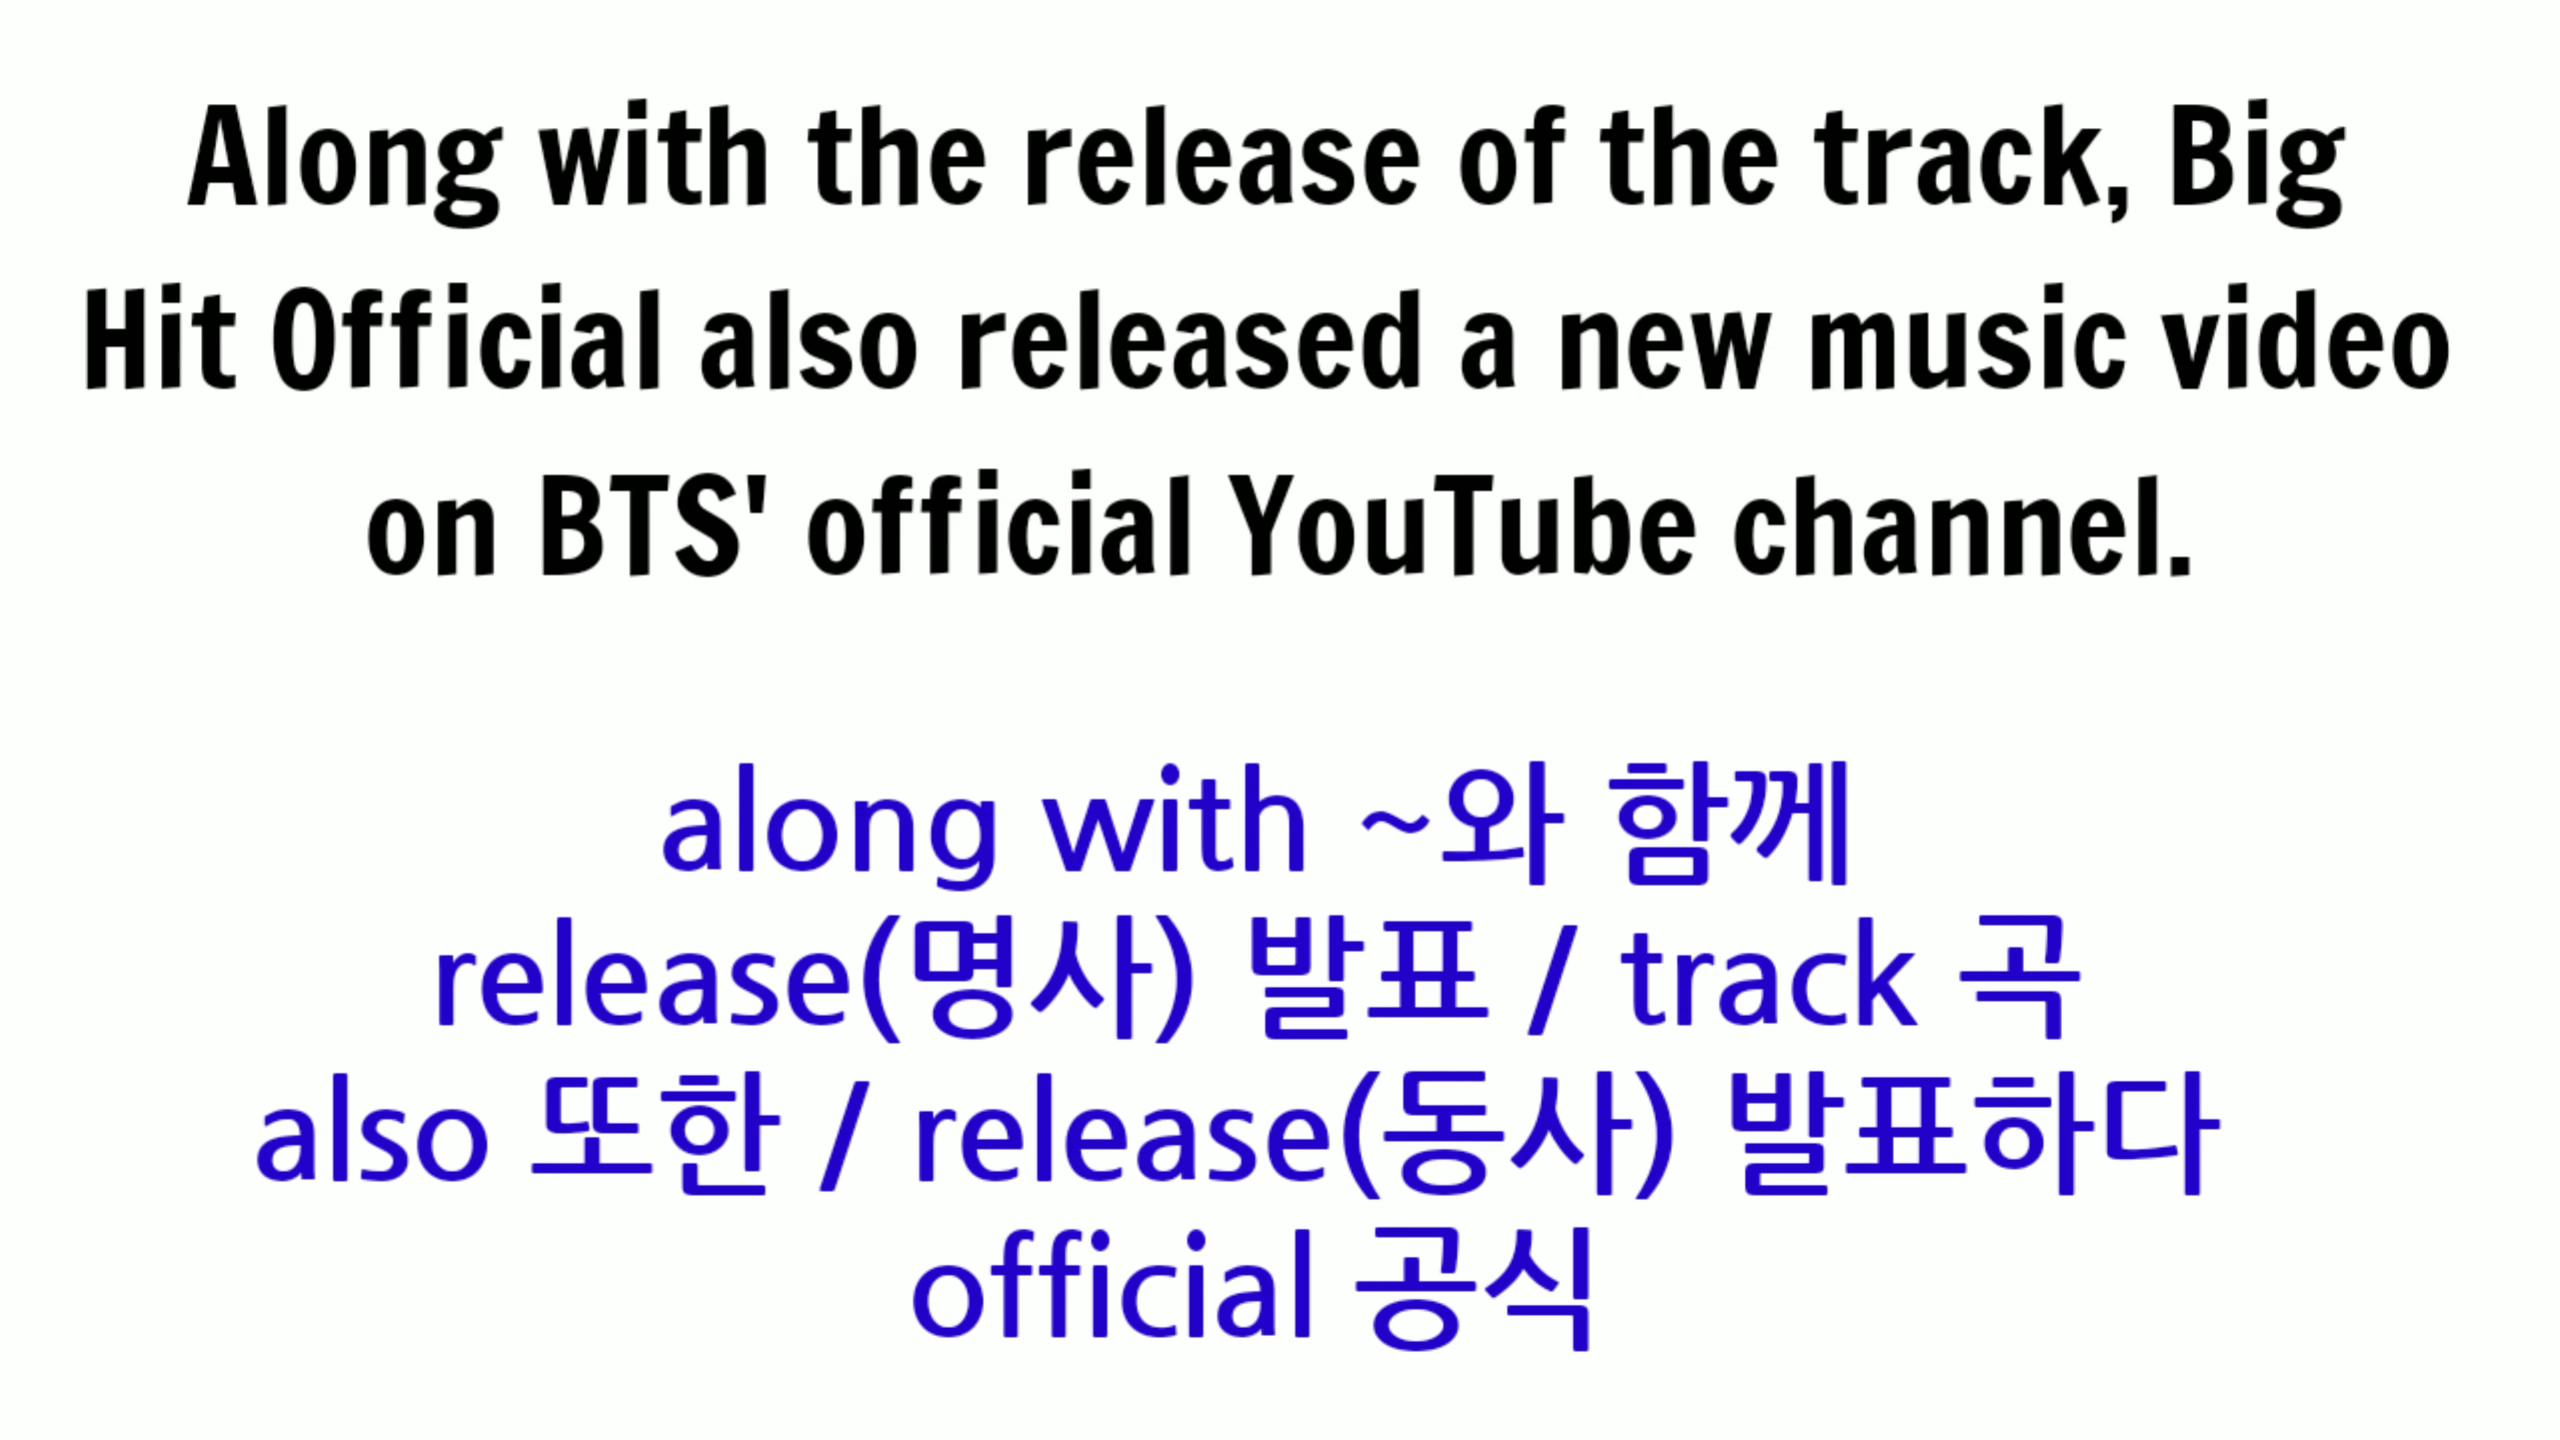 Along with the release of the track, Big
Hit Official also released a new music video
on BTS' official YouTube channel.
along with ~와 함께
release(명사) 발표 / track 곡
also 또한 / release(동사) 발표하다
official 공식